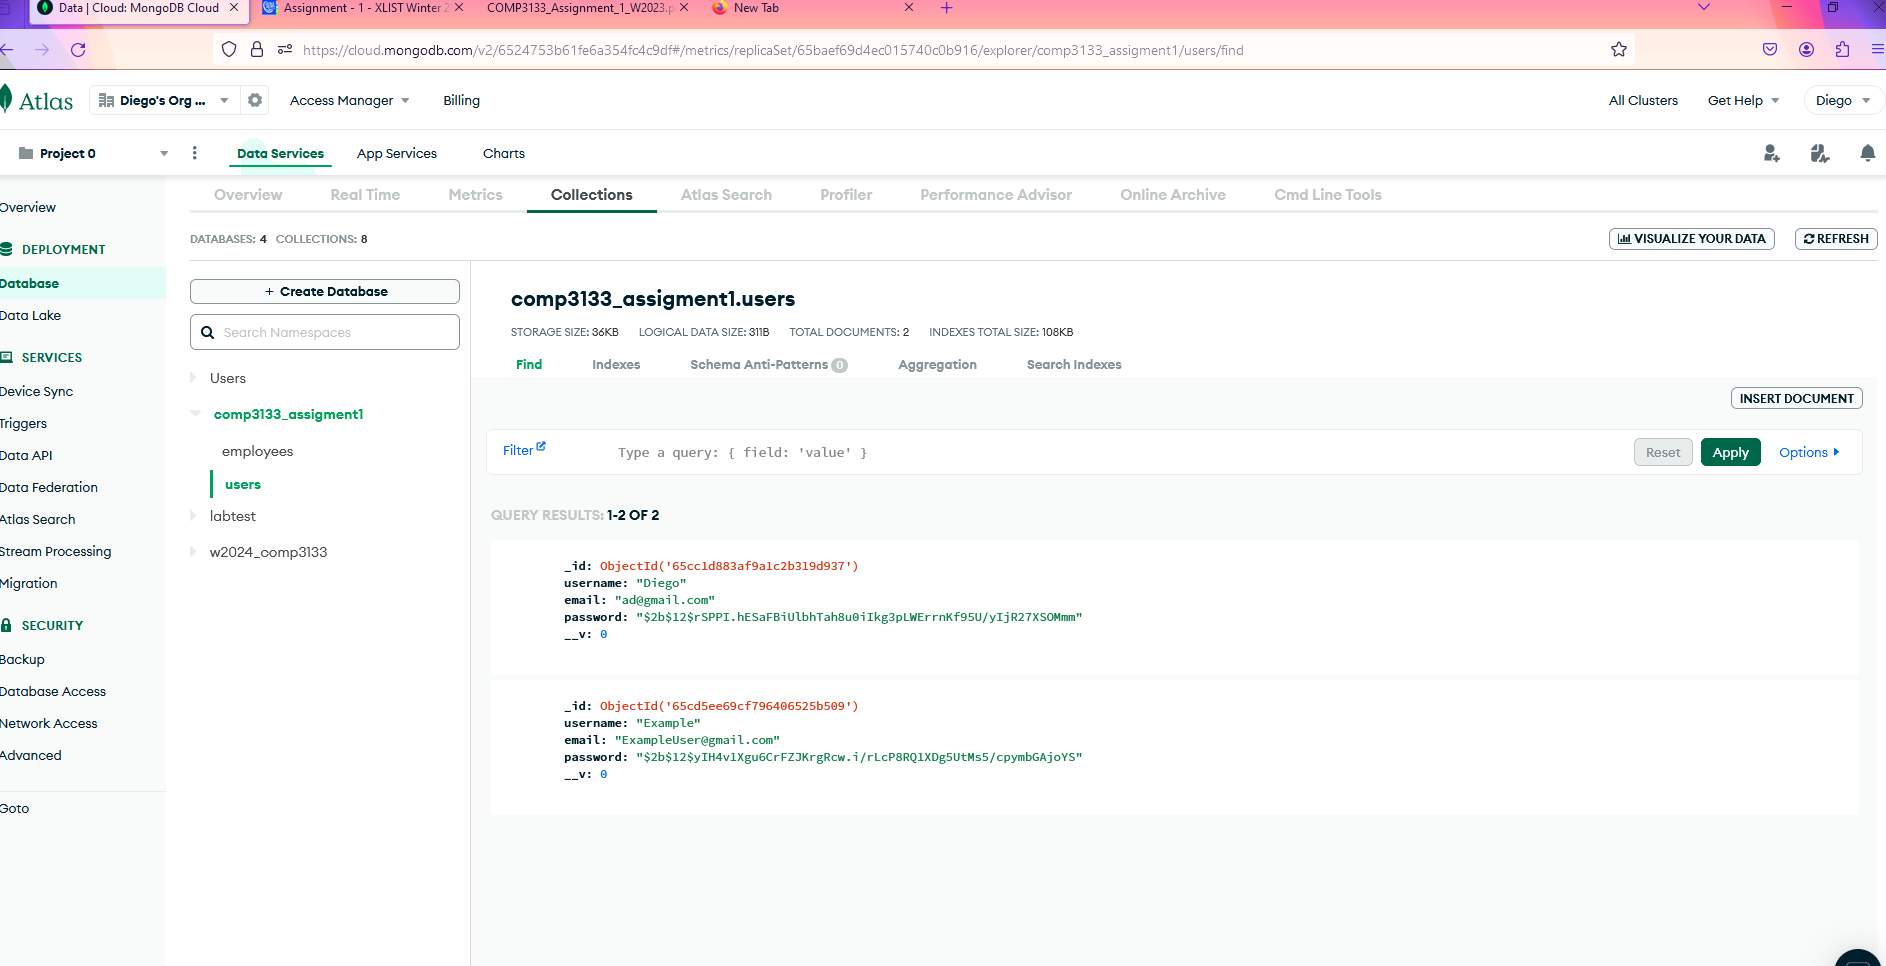 Data | Cloud: MongoDB Cloud
Assignment - 1 - XLIST Winter 2
COMP3133_Assignment_1_W2023.p
New Tab
https://cloud.mongodb.com/v2/6524753b61fe6a354fc4c9df#/metrics/replicaSet/65baef69d4ec015740c0b916/explorer/comp3133_assigment1/users/find
Atlas
Diego's Org ...
Access Manager
Billing
All Clusters
Get Help
Diego
Project 0
Data Services
App Services
Charts
Overview
Real Time
Metrics
Collections
Atlas Search
Profiler
Performance Advisor
Online Archive
Cmd Line Tools
Overview
DEPLOYMENT
Database
Data Lake
SERVICES
Device Sync
Triggers
Data API
Data Federation
Atlas Search
Stream Processing
Migration
SECURITY
Backup
Database Access
Network Access
Advanced
Goto
DATABASES: 4 COLLECTIONS: 8
VISUALIZE YOUR DATA
REFRESH
+ Create Database
Search Namespaces
Users
comp3133_assigment1
employees
users
labtest
w2024_comp3133
comp3133_assigment1.users
STORAGE SIZE: 36KB LOGICAL DATA SIZE: 311B TOTAL DOCUMENTS: 2 INDEXES TOTAL SIZE: 108KB
Find
Indexes
Schema Anti-Patterns 0
Aggregation
Search Indexes
INSERT DOCUMENT
Filter
Type a query: { field: 'value' }
Reset
Apply
Options
QUERY RESULTS: 1-2 OF 2
_id: ObjectId('65cc1d883af9a1c2b319d937')
username: "Diego"
email: "ad@gmail.com"
password: "$2b$12$rSPPI.hESaFBiUlbhTah8u0iIkg3pLWErrnKf95U/yIjR27XSOMmm"
__v: 0
_id: ObjectId('65cd5ee69cf796406525b509')
username: "Example"
email: "ExampleUser@gmail.com"
password: "$2b$12$yIH4v1Xgu6CrFZJKrgRcw.i/rLcP8RQ1XDg5UtMs5/cpymbGAjoYS"
__v: 0